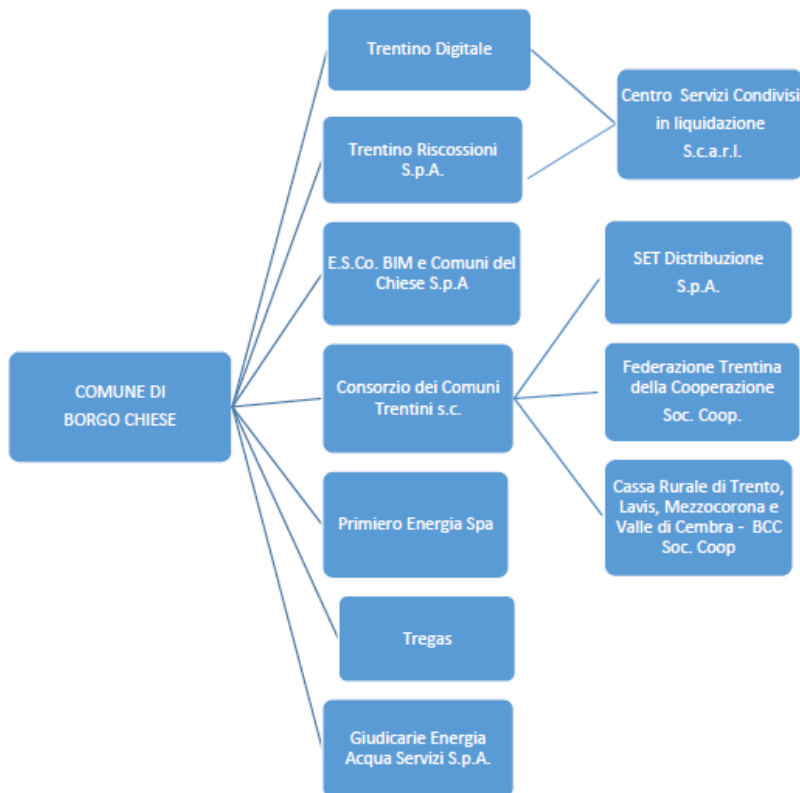 COMUNE DI
BORGO CHIESE
Trentino Digitale
Trentino Riscossioni
S.p.A.
E.S.Co. BIM e Comuni del
Chiese S.p.A
Consorzio dei Comuni
Trentini s.c.
Primiero Energia Spa
Tregas
Giudicarie Energia
Acqua Servizi S.p.A.
Centro Servizi Condivisi
in liquidazione
S.c.a.r.l.
SET Distribuzione
S.p.A.
Federazione Trentina
della Cooperazione
Soc. Coop.
Cassa Rurale di Trento,
Lavis, Mezzocorona e
Valle di Cembra - BCC
Soc. Coop